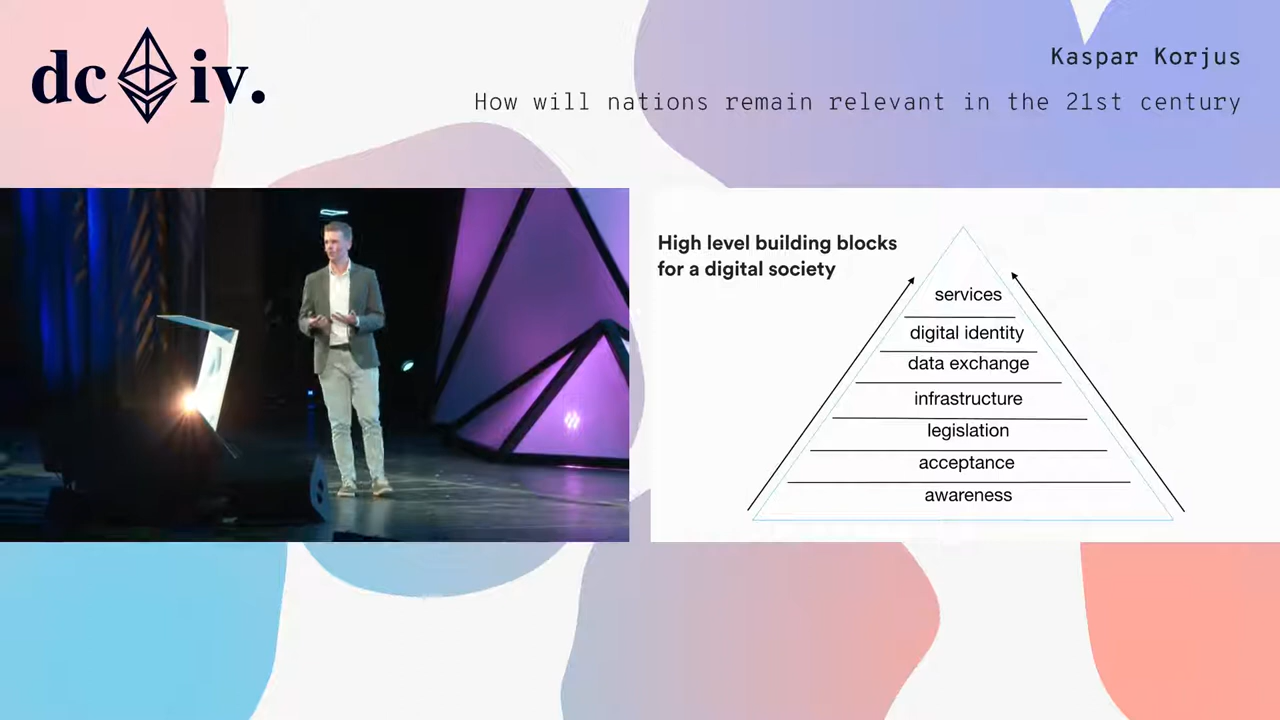 dc iv.
Kaspar Korjus
How will nations remain relevant in the 21st century
High level building blocks
for a digital society
services
digital identity
data exchange
infrastructure
legislation
acceptance
awareness